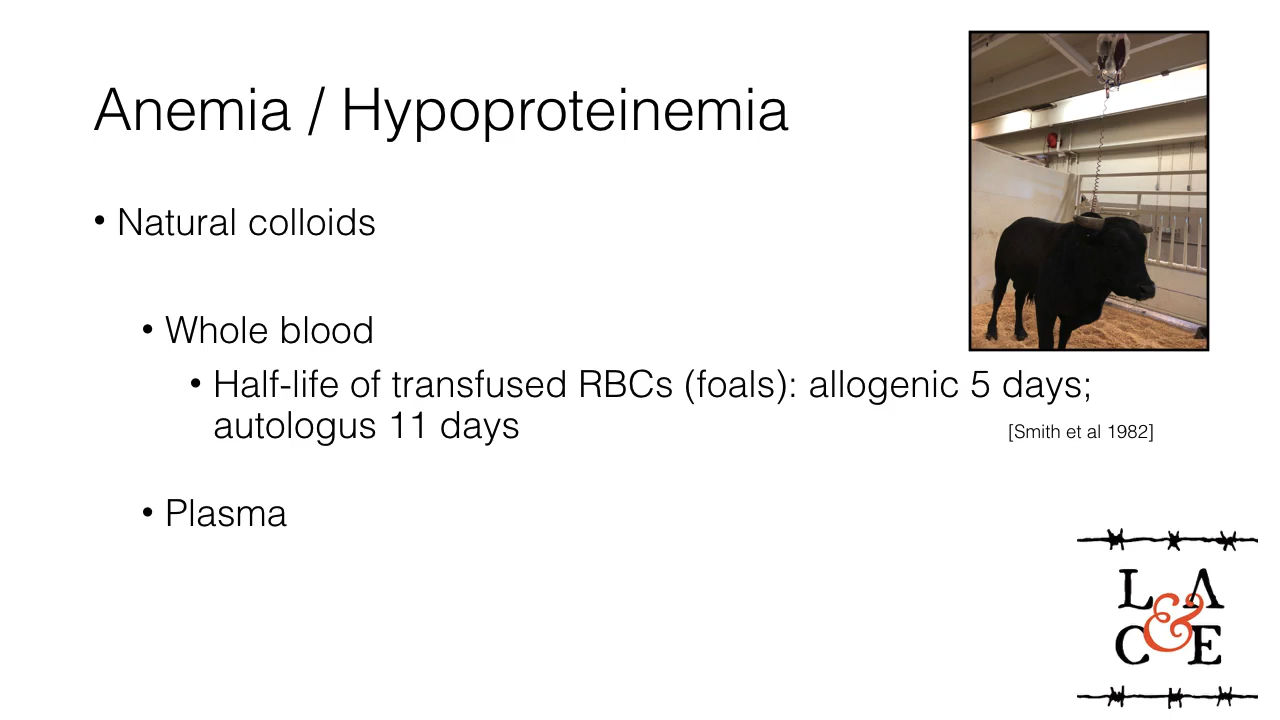 Anemia / Hypoproteinemia
• Natural colloids
• Whole blood
• Half-life of transfused RBCs (foals): allogenic 5 days;
autologus 11 days
[Smith et al 1982]
• Plasma
L A
&
C E